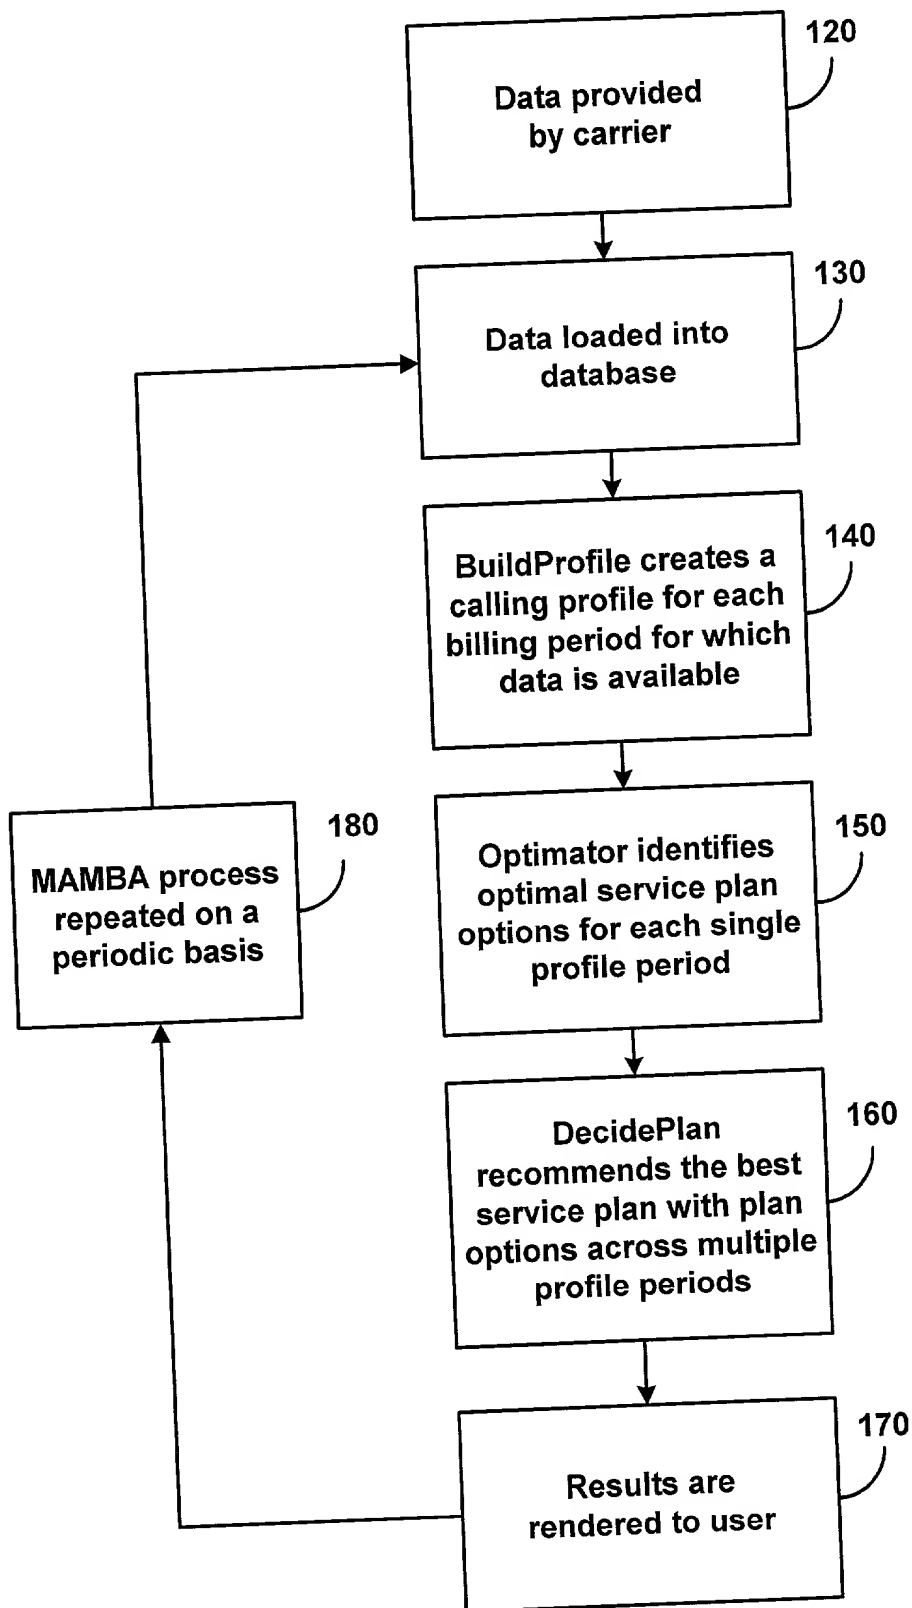 120
Data provided
by carrier
130
Data loaded into
database
140
BuildProfile creates a
calling profile for each
billing period for which
data is available
150
Optimator identifies
optimal service plan
options for each single
profile period
160
DecidePlan
recommends the best
service plan with plan
options across multiple
profile periods
170
Results are
rendered to user
180
MAMBA process
repeated on a
periodic basis